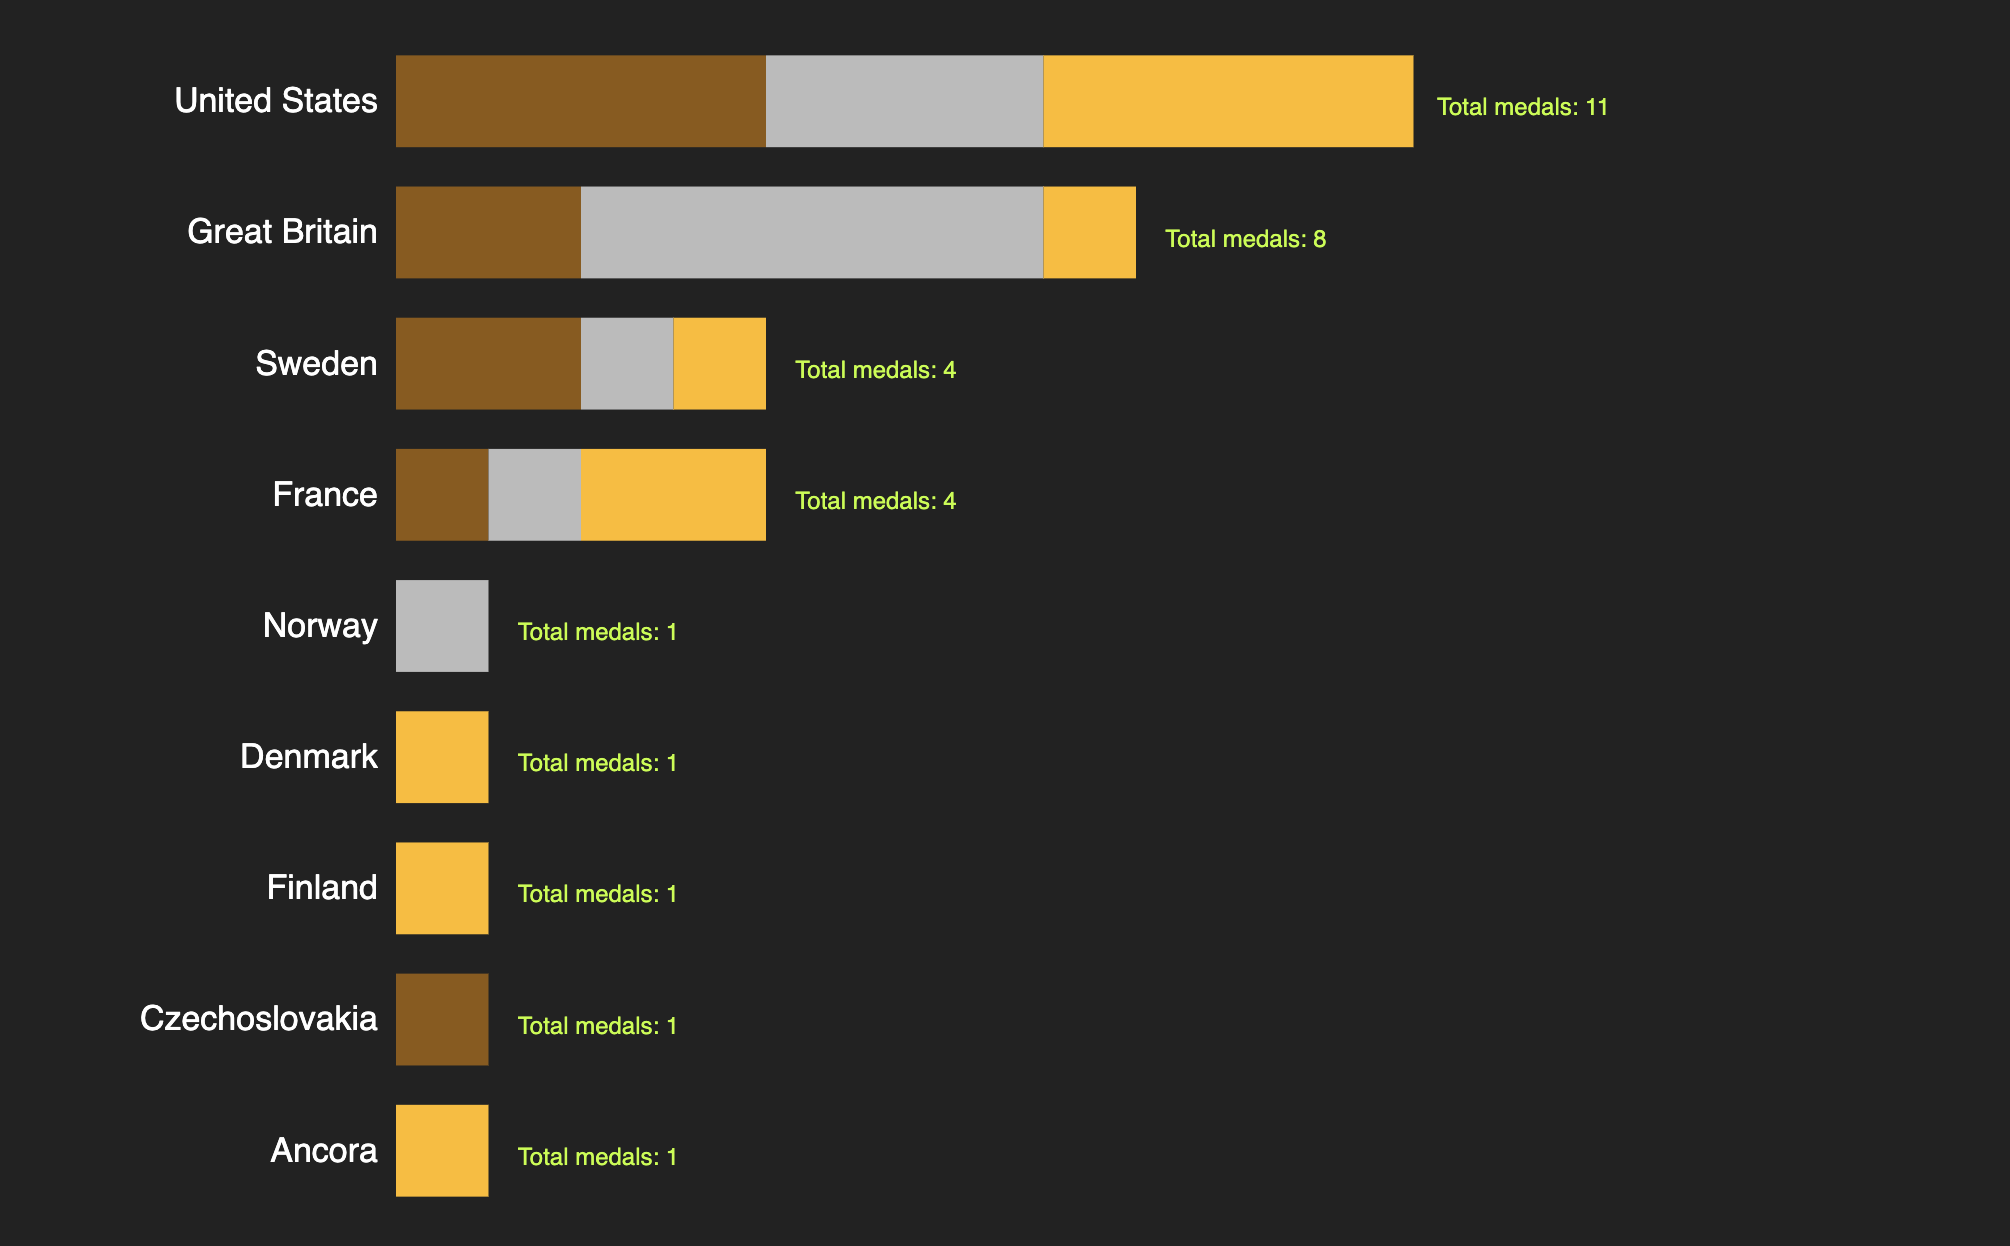 United States
Total medals: 11
Great Britain
Total medals: 8
Sweden
Total medals: 4
France
Total medals: 4
Norway
Total medals: 1
Denmark
Total medals: 1
Finland
Total medals: 1
Czechoslovakia
Total medals: 1
Ancora
Total medals: 1